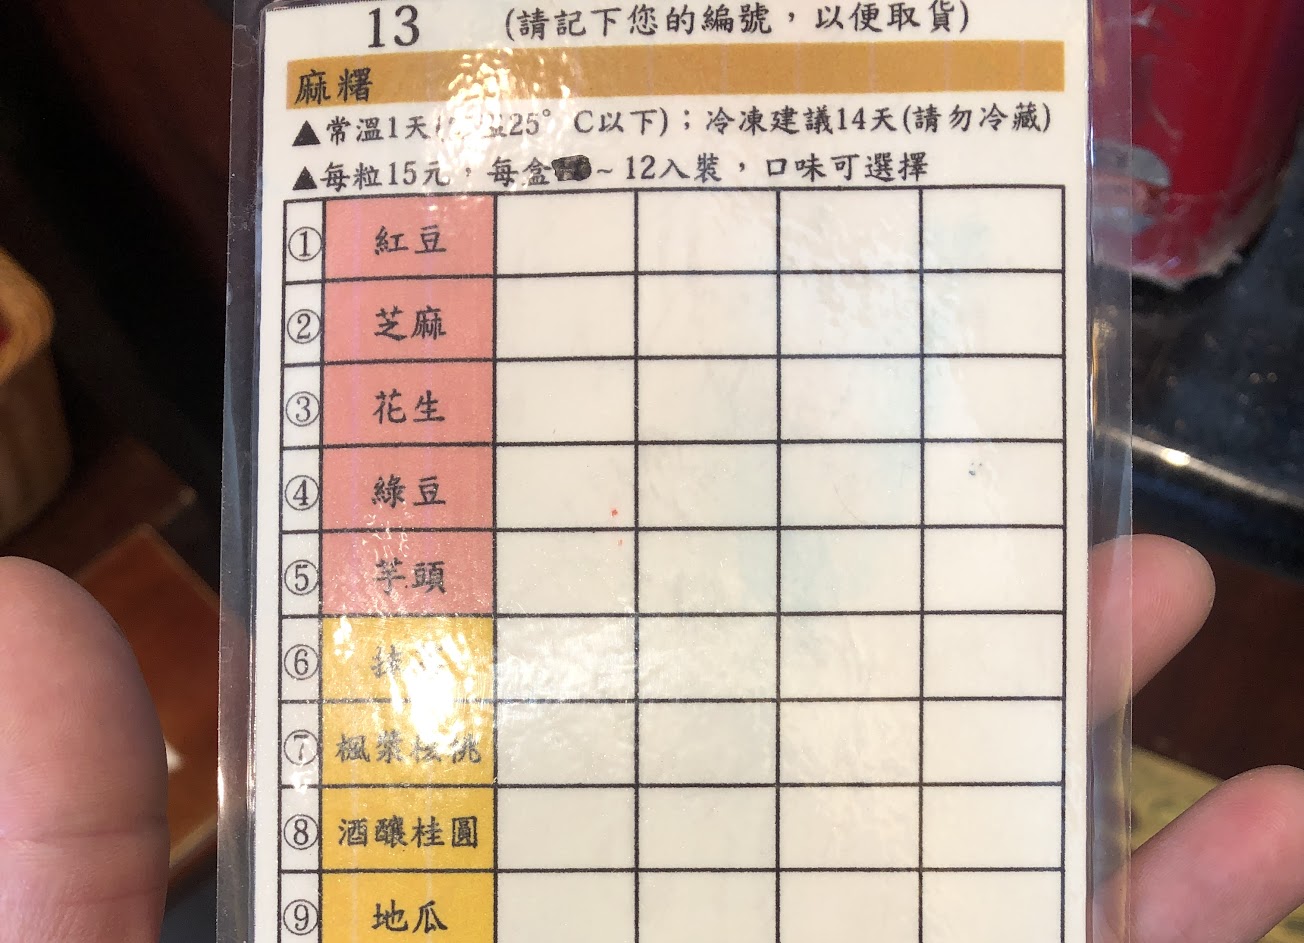 13 (請記下您的編號，以便取貨)
麻糬
▲常溫1天 25°C以下)；冷凍建議14天(請勿冷藏)
▲每粒15元，每盒 ~12入裝，口味可選擇
① 紅豆
② 芝麻
③ 花生
④ 綠豆
⑤ 芋頭
⑥ 抹
⑦ 楓漿核桃
⑧ 酒釀桂圓
⑨ 地瓜